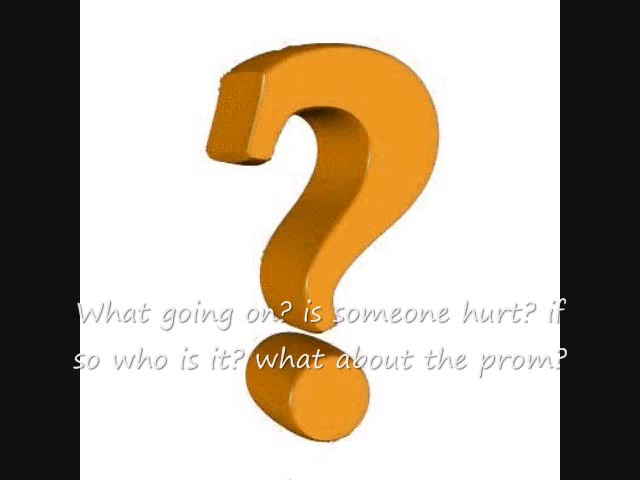 What going on? is someone hurt? if
so who is it? what about the prom?